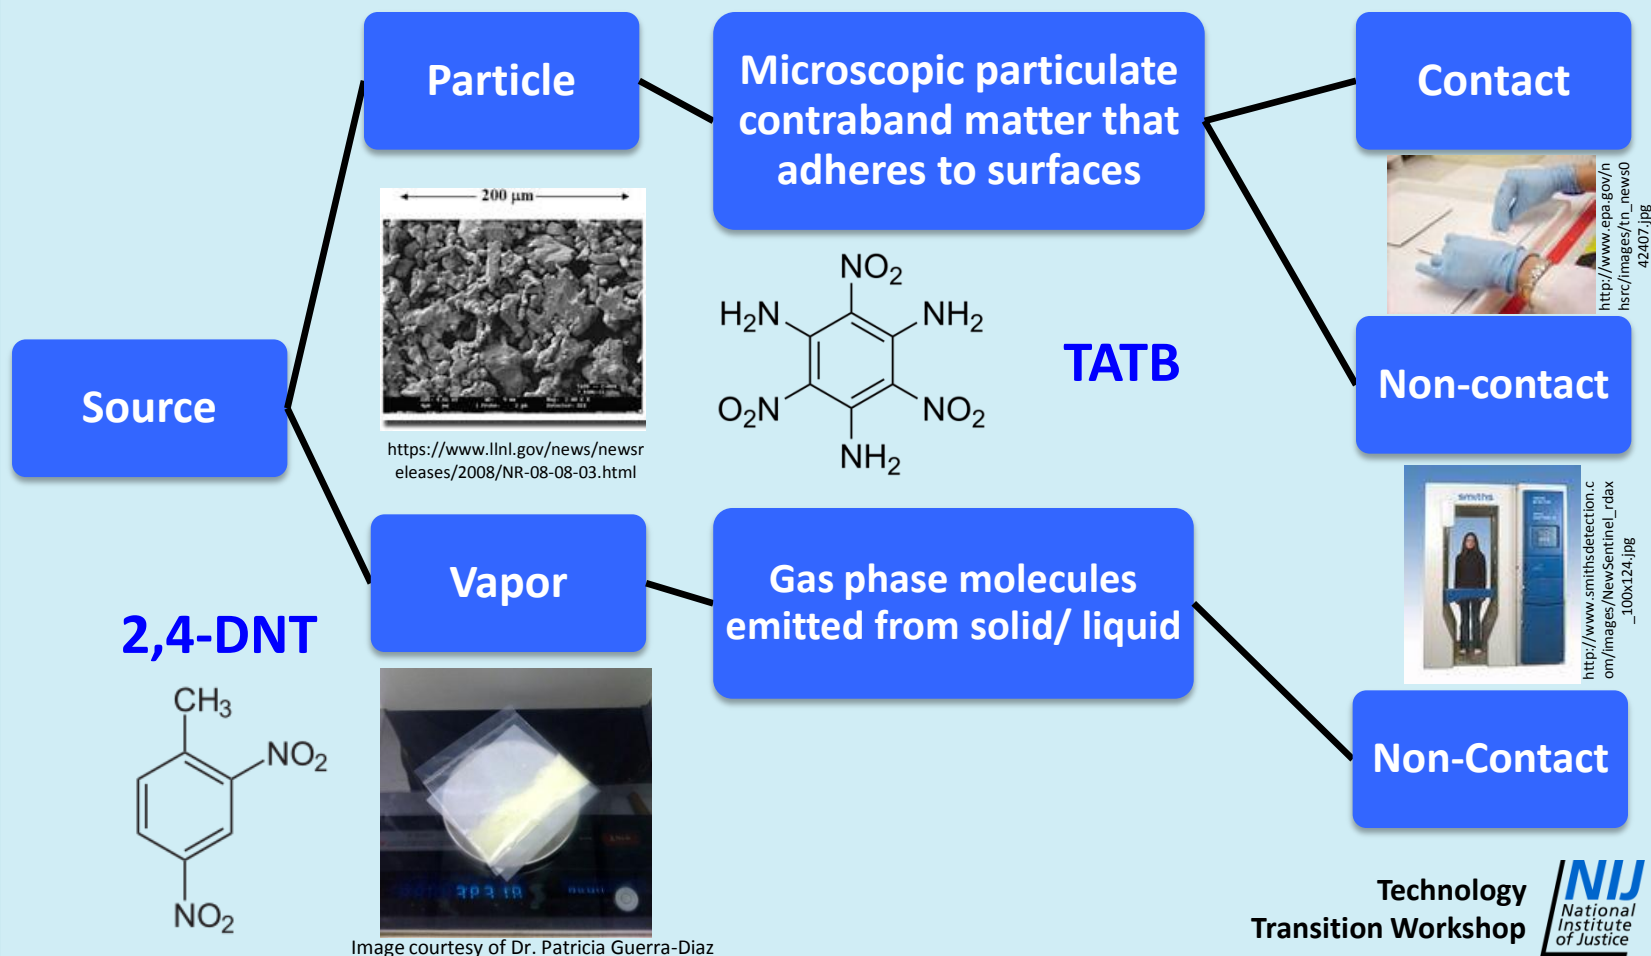 Particle
Microscopic particulate
contraband matter that
adheres to surfaces
Contact
200 µm
http://www.epa.gov/n
hsrc/images/tn_news0
42407.jpg
NO2
H2N
NH2
TATB
O2N
NO2
NH2
Source
Non-contact
https://www.llnl.gov/news/newsr
eleases/2008/NR-08-08-03.html
smiths
http://www.smithsdetection.c
om/images/NewSentinel_rdax
_100x124.jpg
Vapor
Gas phase molecules
emitted from solid/ liquid
2,4-DNT
CH3
NO2
NO2
Non-Contact
Image courtesy of Dr. Patricia Guerra-Diaz
Technology
Transition Workshop
NIJ
National
Institute
of Justice